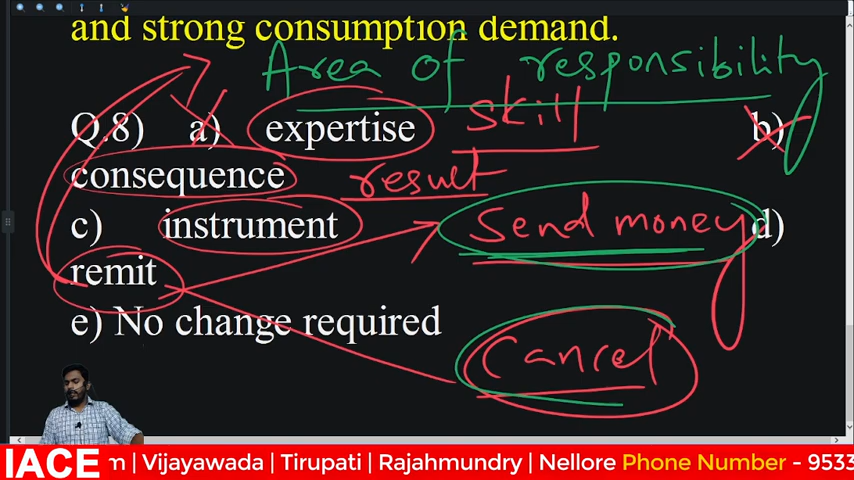 and strong consumption demand.
Area of responsibility
Q.8) a) expertise skill b)
consequence result
c) instrument Send money d)
remit
e) No change required
Cancel
IACE m | Vijayawada | Tirupati | Rajahmundry | Nellore Phone Number - 9533